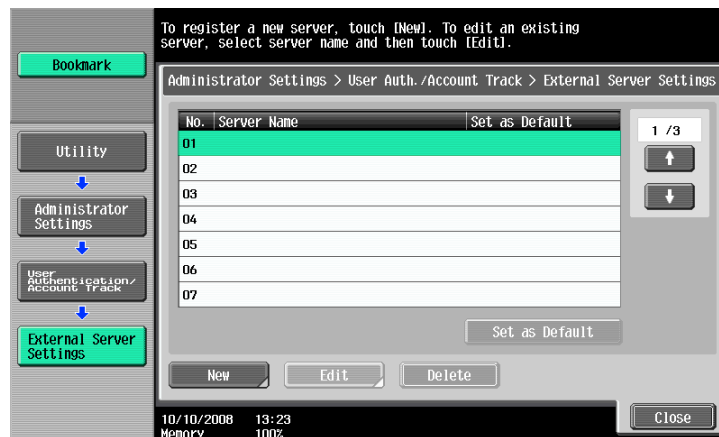 To register a new server, touch [New]. To edit an existing
server, select server name and then touch [Edit].
Bookmark
Administrator Settings > User Auth./Account Track > External Server Settings
No. Server Name Set as Default
01
02
03
04
05
06
07
1 /3
Utility
Administrator
Settings
User
Authentication/
Account Track
External Server
Settings
Set as Default
New Edit Delete
10/10/2008 13:23
Memory 100%
Close